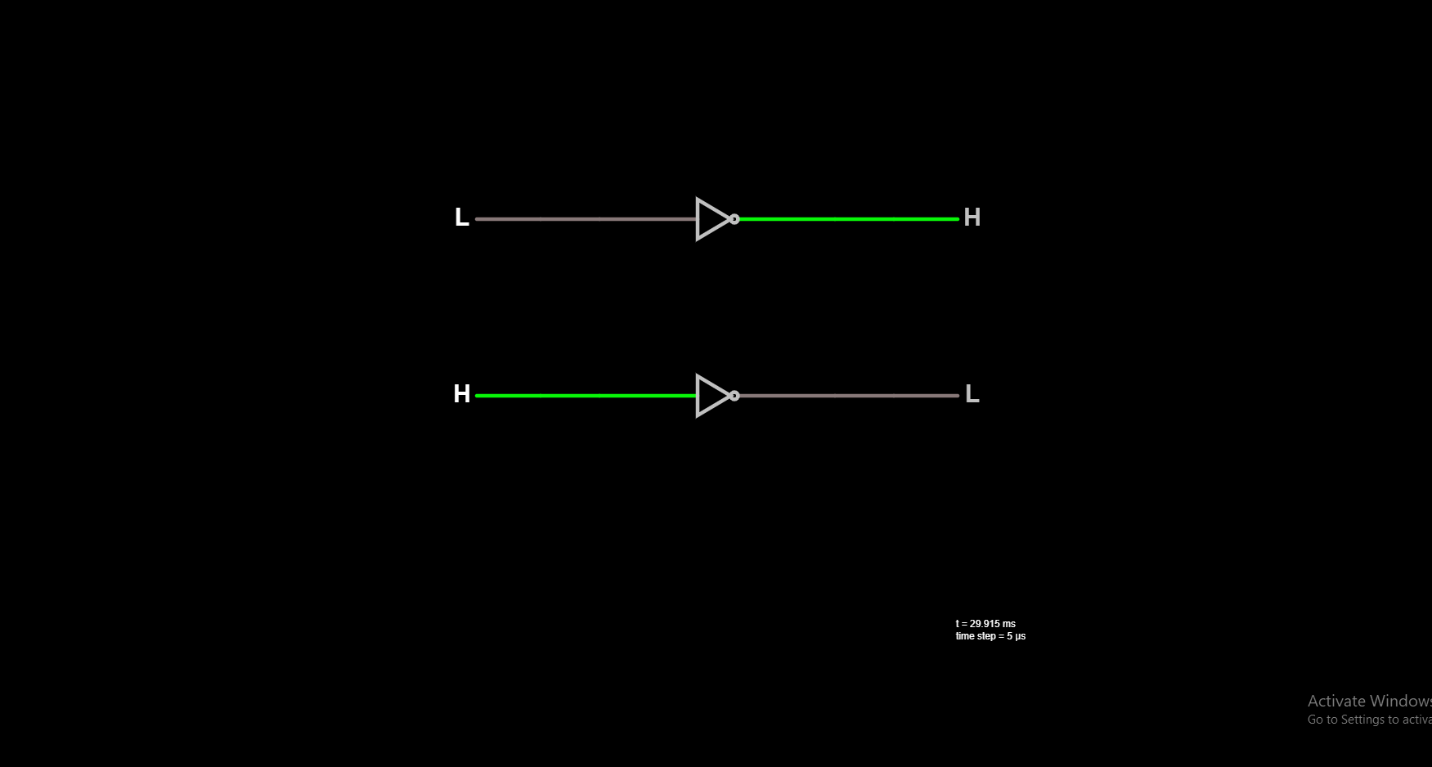 L H
H L
t = 29.915 ms
time step = 5 µs
Activate Windows
Go to Settings to activa